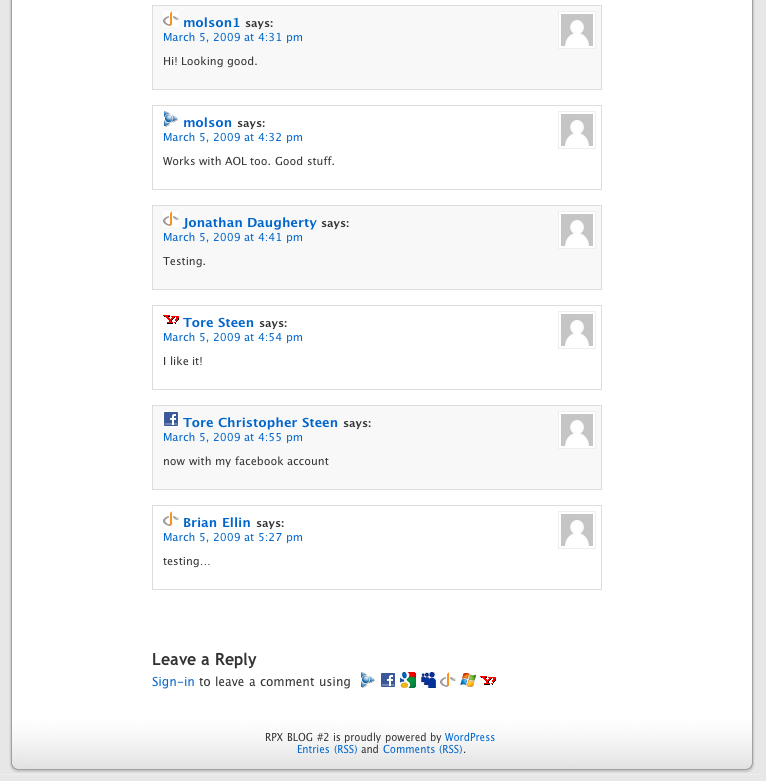 molson1 says:
March 5, 2009 at 4:31 pm
Hi! Looking good.
molson says:
March 5, 2009 at 4:32 pm
Works with AOL too. Good stuff.
Jonathan Daugherty says:
March 5, 2009 at 4:41 pm
Testing.
Tore Steen says:
March 5, 2009 at 4:54 pm
I like it!
Tore Christopher Steen says:
March 5, 2009 at 4:55 pm
now with my facebook account
Brian Ellin says:
March 5, 2009 at 5:27 pm
testing...
Leave a Reply
Sign-in to leave a comment using
RPX BLOG #2 is proudly powered by WordPress
Entries (RSS) and Comments (RSS).